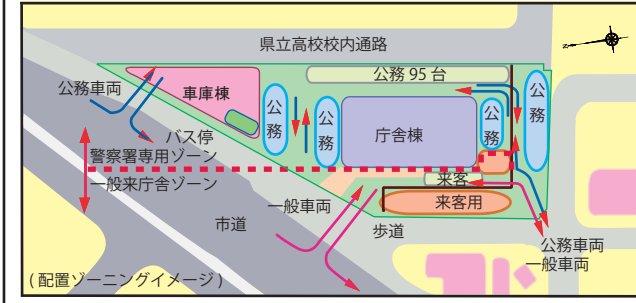 県立高校校内通路
公務 95 台
公務車両
車庫棟
公務
公務
庁舎棟
公務
公務
バス停
警察署専用ゾーン
一般来庁舎ゾーン
来客
来客用
一般車両
市道
歩道
公務車両
一般車両
( 配置ゾーニングイメージ )